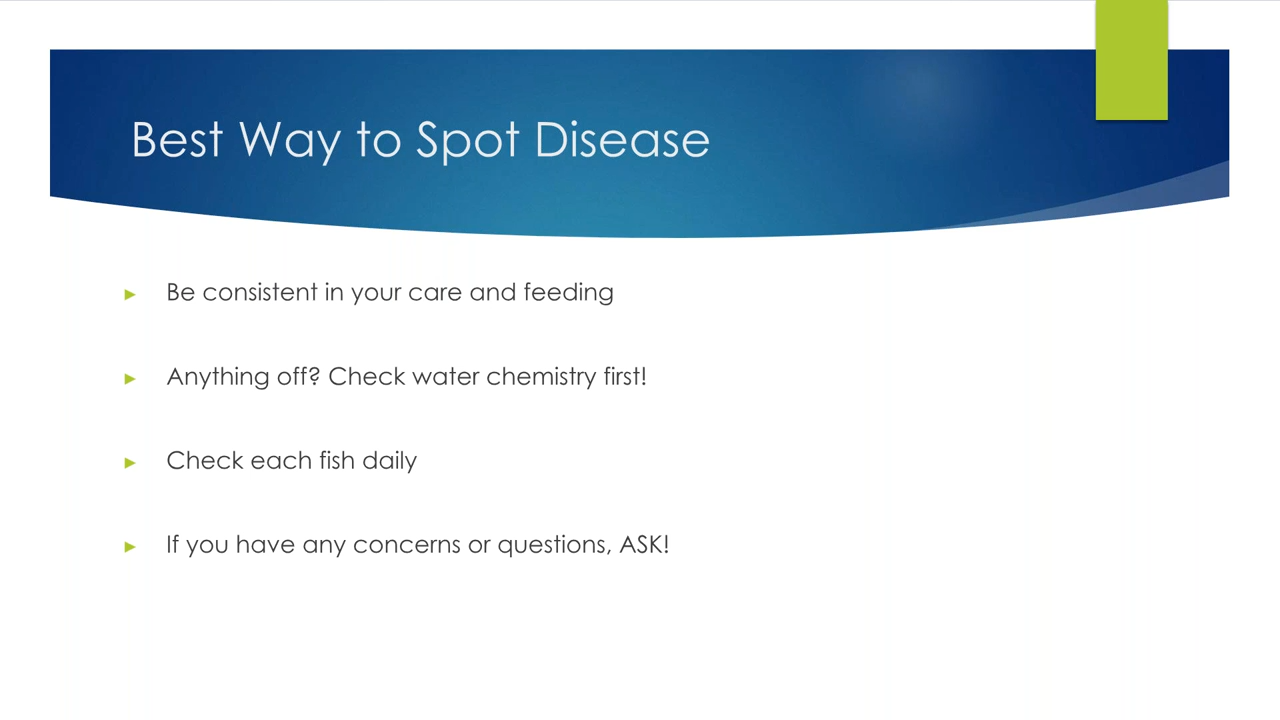 Best Way to Spot Disease
Be consistent in your care and feeding
Anything off? Check water chemistry first!
Check each fish daily
If you have any concerns or questions, ASK!